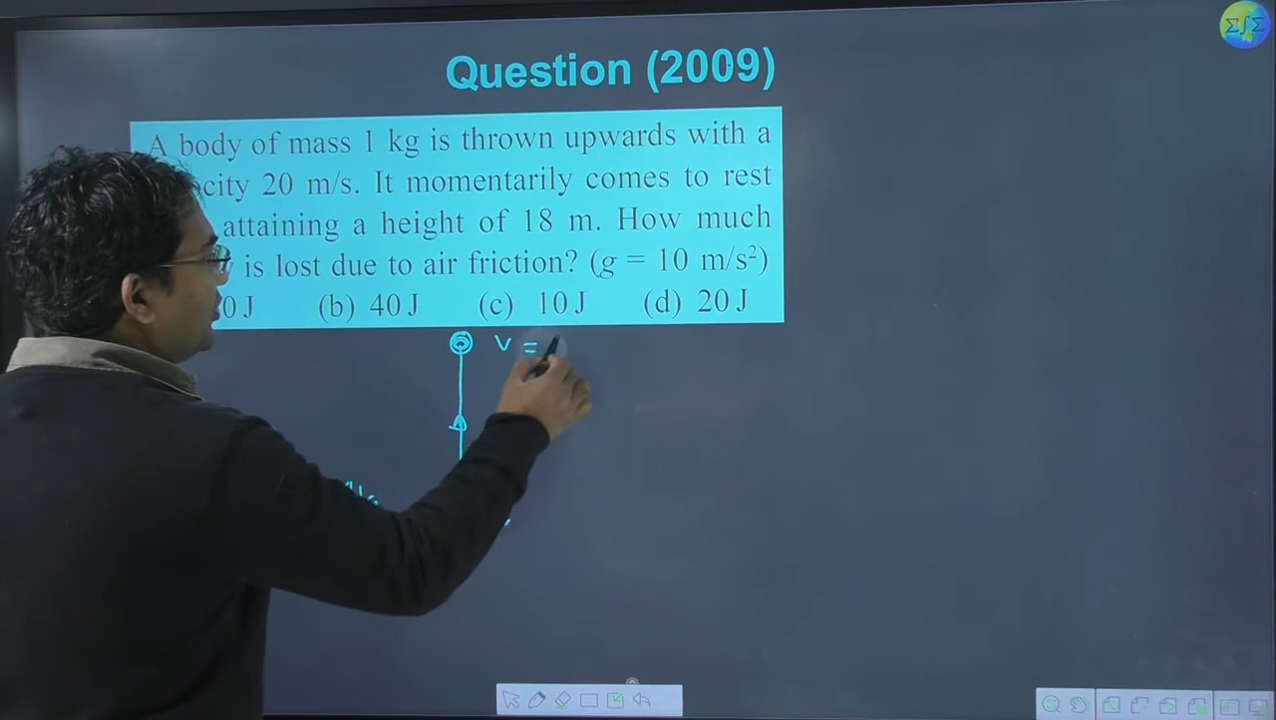 Question (2009)
A body of mass 1 kg is thrown upwards with a
city 20 m/s. It momentarily comes to rest
attaining a height of 18 m. How much
is lost due to air friction? (g = 10 m/s²)
0 J (b) 40 J (c) 10 J (d) 20 J
v =
Σ∫Σ